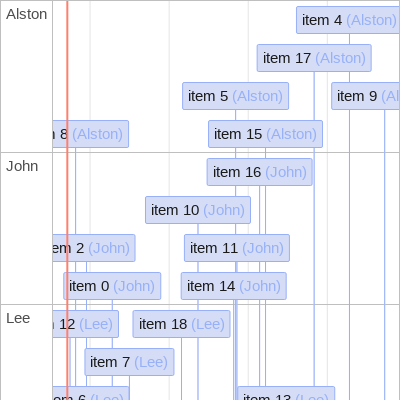 Alston
item 4 (Alston)
item 17 (Alston)
item 5 (Alston)
item 9 (Al
8 (Alston)
item 15 (Alston)
John
item 16 (John)
item 10 (John)
em 2 (John)
item 11 (John)
item 0 (John)
item 14 (John)
Lee
12 (Lee)
item 18 (Lee)
item 7 (Lee)
em 6 (Lee)
item 13 (Lee)